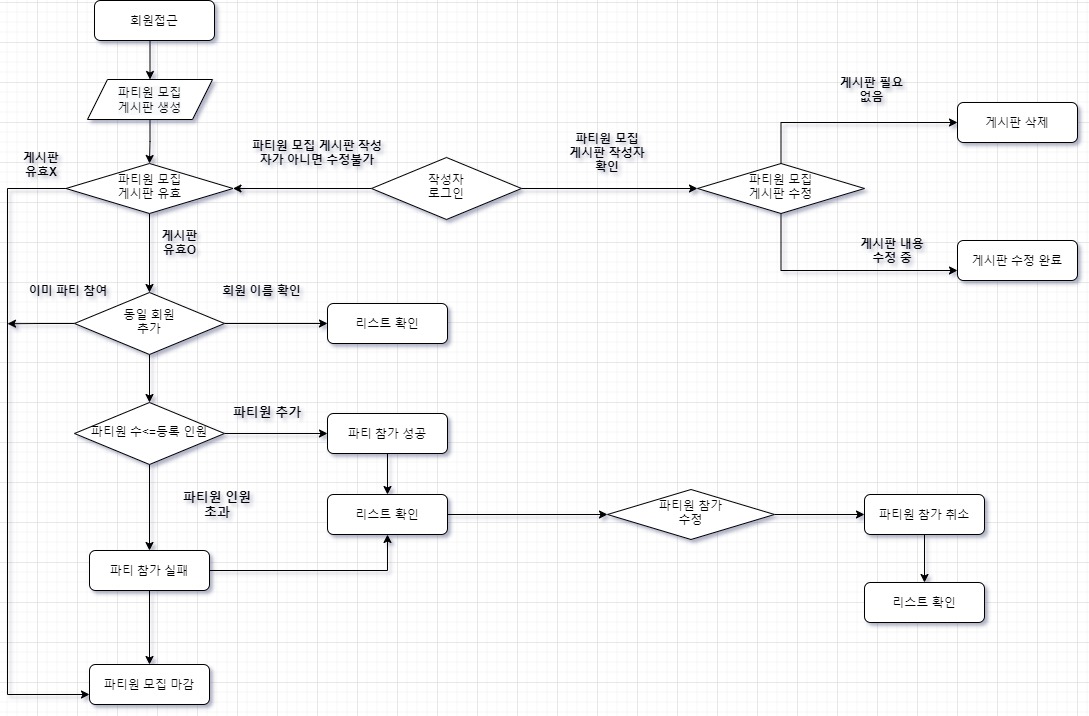 회원접근
파티원 모집
게시판 생성
게시판 필요
없음
게시판 삭제
게시판
유효X
파티원 모집
게시판 유효
파티원 모집 게시판 작성
자가 아니면 수정불가
작성자
로그인
파티원 모집
게시판 작성자
확인
파티원 모집
게시판 수정
게시판
유효O
게시판 내용
수정 중
게시판 수정 완료
이미 파티 참여
동일 회원
추가
회원 이름 확인
리스트 확인
파티원 수<=등록 인원
파티원 추가
파티 참가 성공
파티원 인원
초과
리스트 확인
파티원 참가
수정
파티원 참가 취소
파티 참가 실패
리스트 확인
파티원 모집 마감